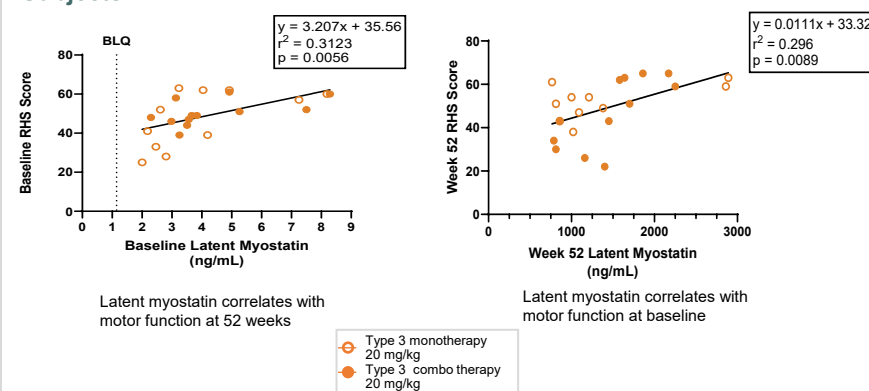 BLQ
y = 3.207x + 35.56
r² = 0.3123
p = 0.0056
Baseline RHS Score
80
60
40
20
0
0 1 2 3 4 5 6 7 8 9
Baseline Latent Myostatin
(ng/mL)
Latent myostatin correlates with
motor function at 52 weeks
y = 0.0111x + 33.32
r² = 0.296
p = 0.0089
Week 52 RHS Score
80
60
40
20
0
0 1000 2000 3000
Week 52 Latent Myostatin
(ng/mL)
Latent myostatin correlates with
motor function at baseline
Type 3 monotherapy
20 mg/kg
Type 3 combo therapy
20 mg/kg